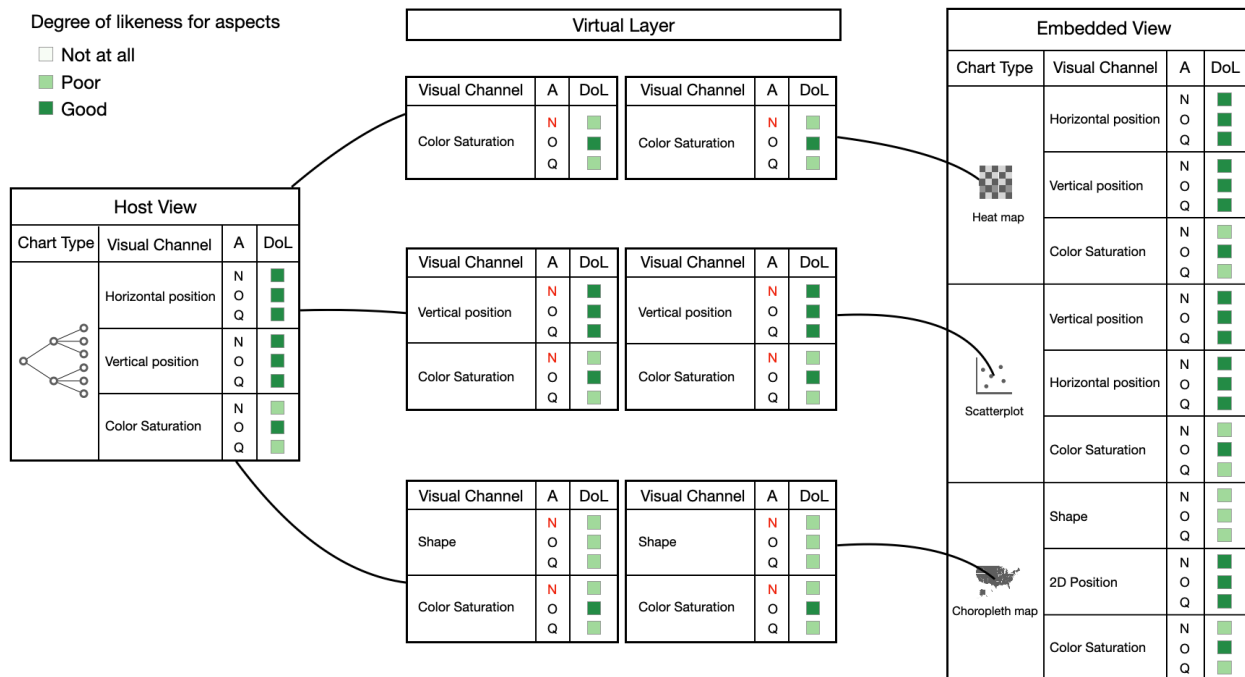 Degree of likeness for aspects
Not at all
Poor
Good
Host View
Chart Type Visual Channel A DoL
Horizontal position
N
O
Q
Vertical position
N
O
Q
Color Saturation
N
O
Q
Virtual Layer
Visual Channel A DoL
Color Saturation
N
O
Q
Visual Channel A DoL
Color Saturation
N
O
Q
Visual Channel A DoL
Vertical position
N
O
Q
Color Saturation
N
O
Q
Visual Channel A DoL
Vertical position
N
O
Q
Color Saturation
N
O
Q
Visual Channel A DoL
Shape
N
O
Q
Color Saturation
N
O
Q
Visual Channel A DoL
Shape
N
O
Q
Color Saturation
N
O
Q
Embedded View
Chart Type Visual Channel A DoL
Heat map
Horizontal position
N
O
Q
Vertical position
N
O
Q
Color Saturation
N
O
Q
Scatterplot
Vertical position
N
O
Q
Horizontal position
N
O
Q
Color Saturation
N
O
Q
Choropleth map
Shape
N
O
Q
2D Position
N
O
Q
Color Saturation
N
O
Q